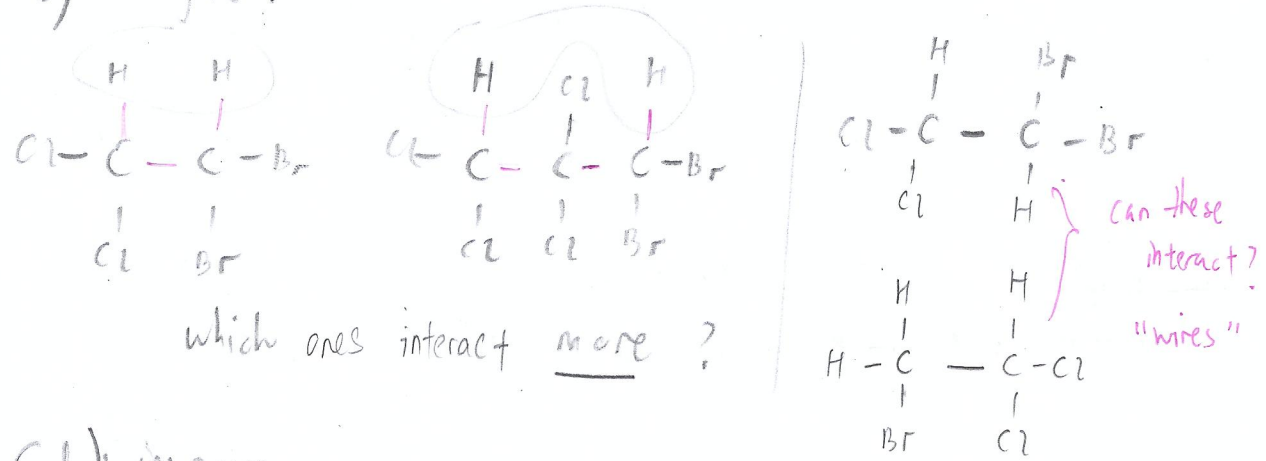 H H
Cl - C - C - Br
Cl Br
H Cl H
Cl - C - C - C - Br
Cl Cl Br
which ones interact more ?
H Br
Cl - C - C - Br
Cl H
can these
interact ?
"wires"
H H
H - C - C - Cl
Br Cl